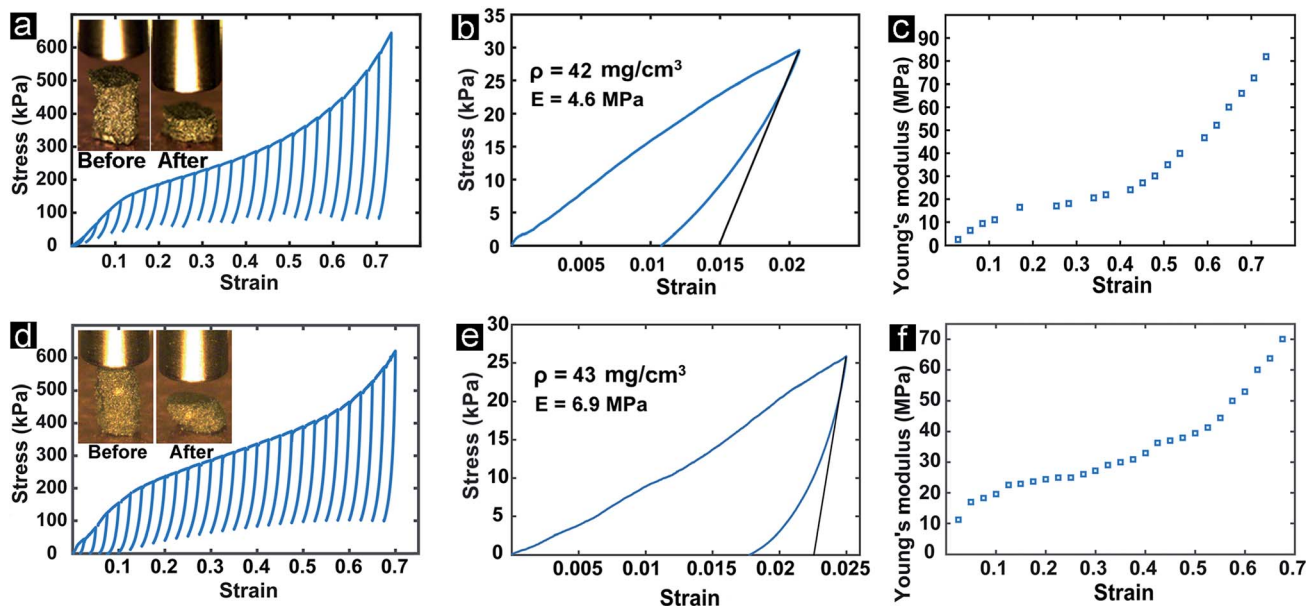 a
Stress (kPa)
600
500
400
300
200
100
0
Before After
0.1 0.2 0.3 0.4 0.5 0.6 0.7
Strain
b
Stress (kPa)
30
25
20
15
10
5
0
ρ = 42 mg/cm³
E = 4.6 MPa
0.005 0.01 0.015 0.02
Strain
c
Young's modulus (MPa)
90
80
70
60
50
40
30
20
10
0
0.1 0.2 0.3 0.4 0.5 0.6 0.7
Strain
d
Stress (kPa)
600
500
400
300
200
100
0
Before After
0.1 0.2 0.3 0.4 0.5 0.6 0.7
Strain
e
Stress (kPa)
30
25
20
15
10
5
0
ρ = 43 mg/cm³
E = 6.9 MPa
0.005 0.01 0.015 0.02 0.025
Strain
f
Young's modulus (MPa)
70
60
50
40
30
20
10
0
0.1 0.2 0.3 0.4 0.5 0.6 0.7
Strain